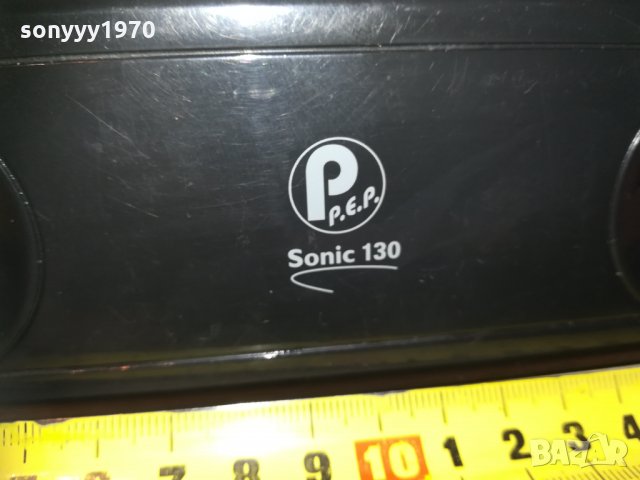 sonyyy1970
P
P.E.P.
Sonic 130
7 8 9 10 1 2 3 4
BAZAR